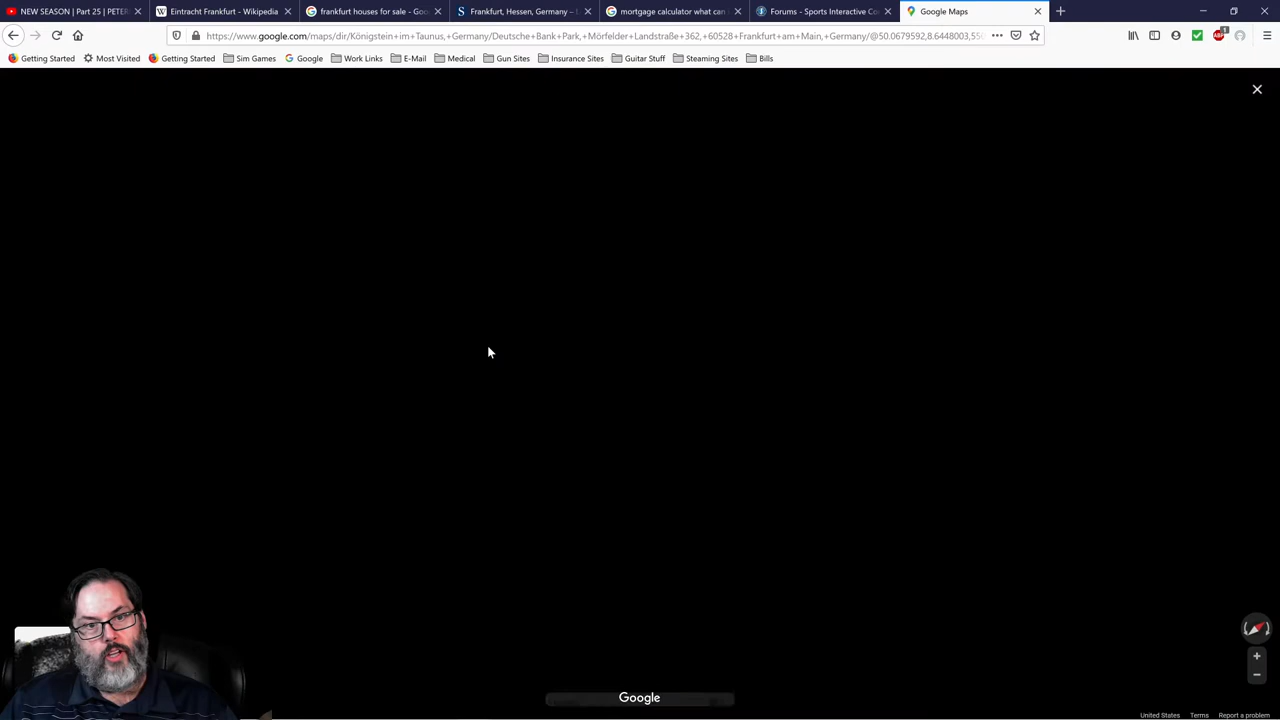 NEW SEASON | Part 25 | PETER
Eintracht Frankfurt - Wikipedia
frankfurt houses for sale - Goo
Frankfurt, Hessen, Germany –
mortgage calculator what can
Forums - Sports Interactive Co
Google Maps
https://www.google.com/maps/dir/Königstein+im+Taunus,+Germany/Deutsche+Bank+Park,+Mörfelder+Landstraße+362,+60528+Frankfurt+am+Main,+Germany/@50.0679592,8.6448003,55
Getting Started
Most Visited
Getting Started
Sim Games
Google
Work Links
E-Mail
Medical
Gun Sites
Insurance Sites
Guitar Stuff
Steaming Sites
Bills
Google
United States
Terms
Report a problem